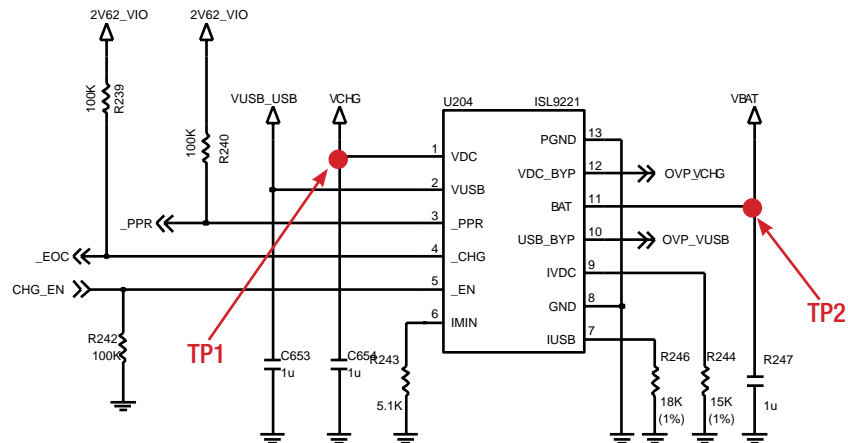 2V62_VIO
2V62_VIO
100K
R239
100K
R240
VUSB_USB
VCHG
U204
ISL9221
VBAT
1
VDC
PGND
13
2
VUSB
VDC_BYP
12
OVP_VCHG
_PPR
3
_PPR
BAT
11
_EOC
4
_CHG
USB_BYP
10
OVP_VUSB
CHG_EN
5
_EN
IVDC
9
6
IMIN
GND
8
IUSB
7
TP1
TP2
R242
100K
C653
1u
C654
1u
R243
5.1K
R246
18K
(1%)
R244
15K
(1%)
R247
1u